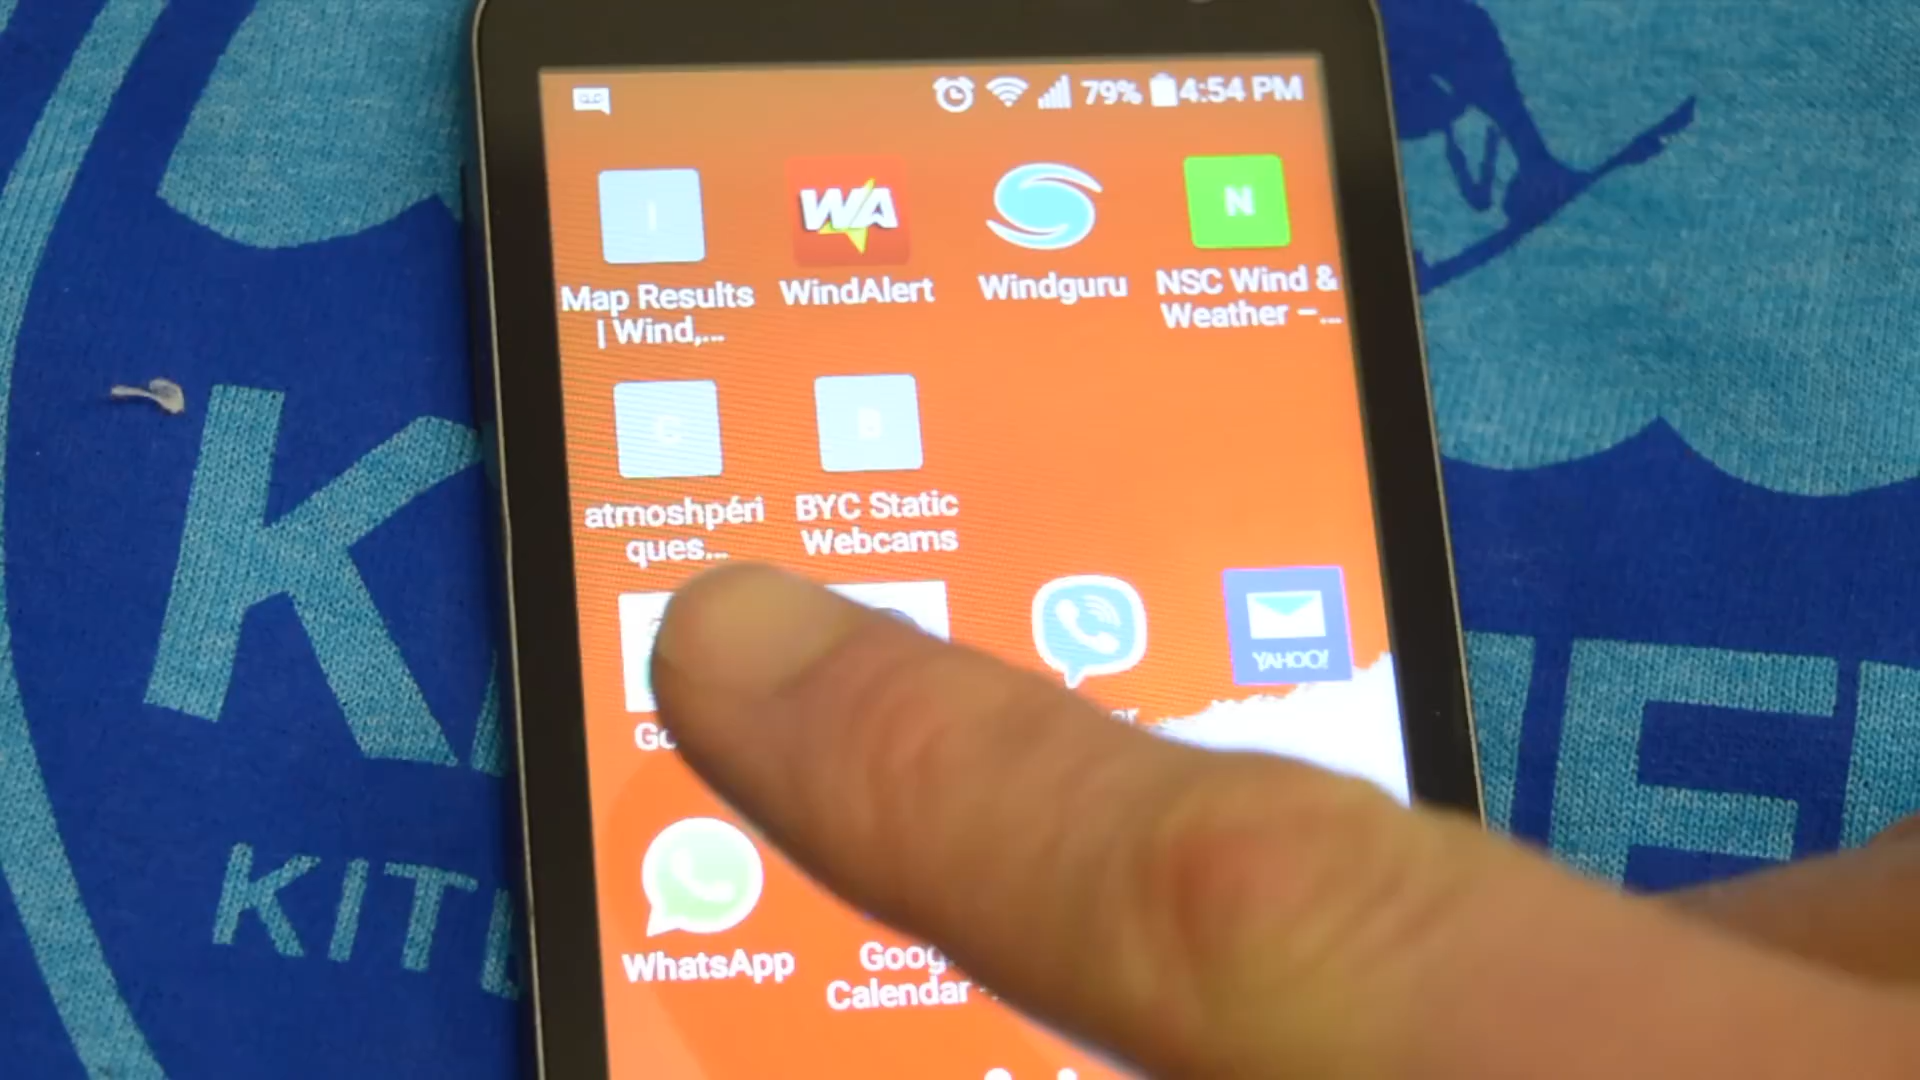 79% 4:54 PM
I
WA
N
Map Results
| Wind,...
WindAlert
Windguru
NSC Wind &
Weather –...
C
B
atmoshpéri
ques...
BYC Static
Webcams
YAHOO!
WhatsApp
Calendar